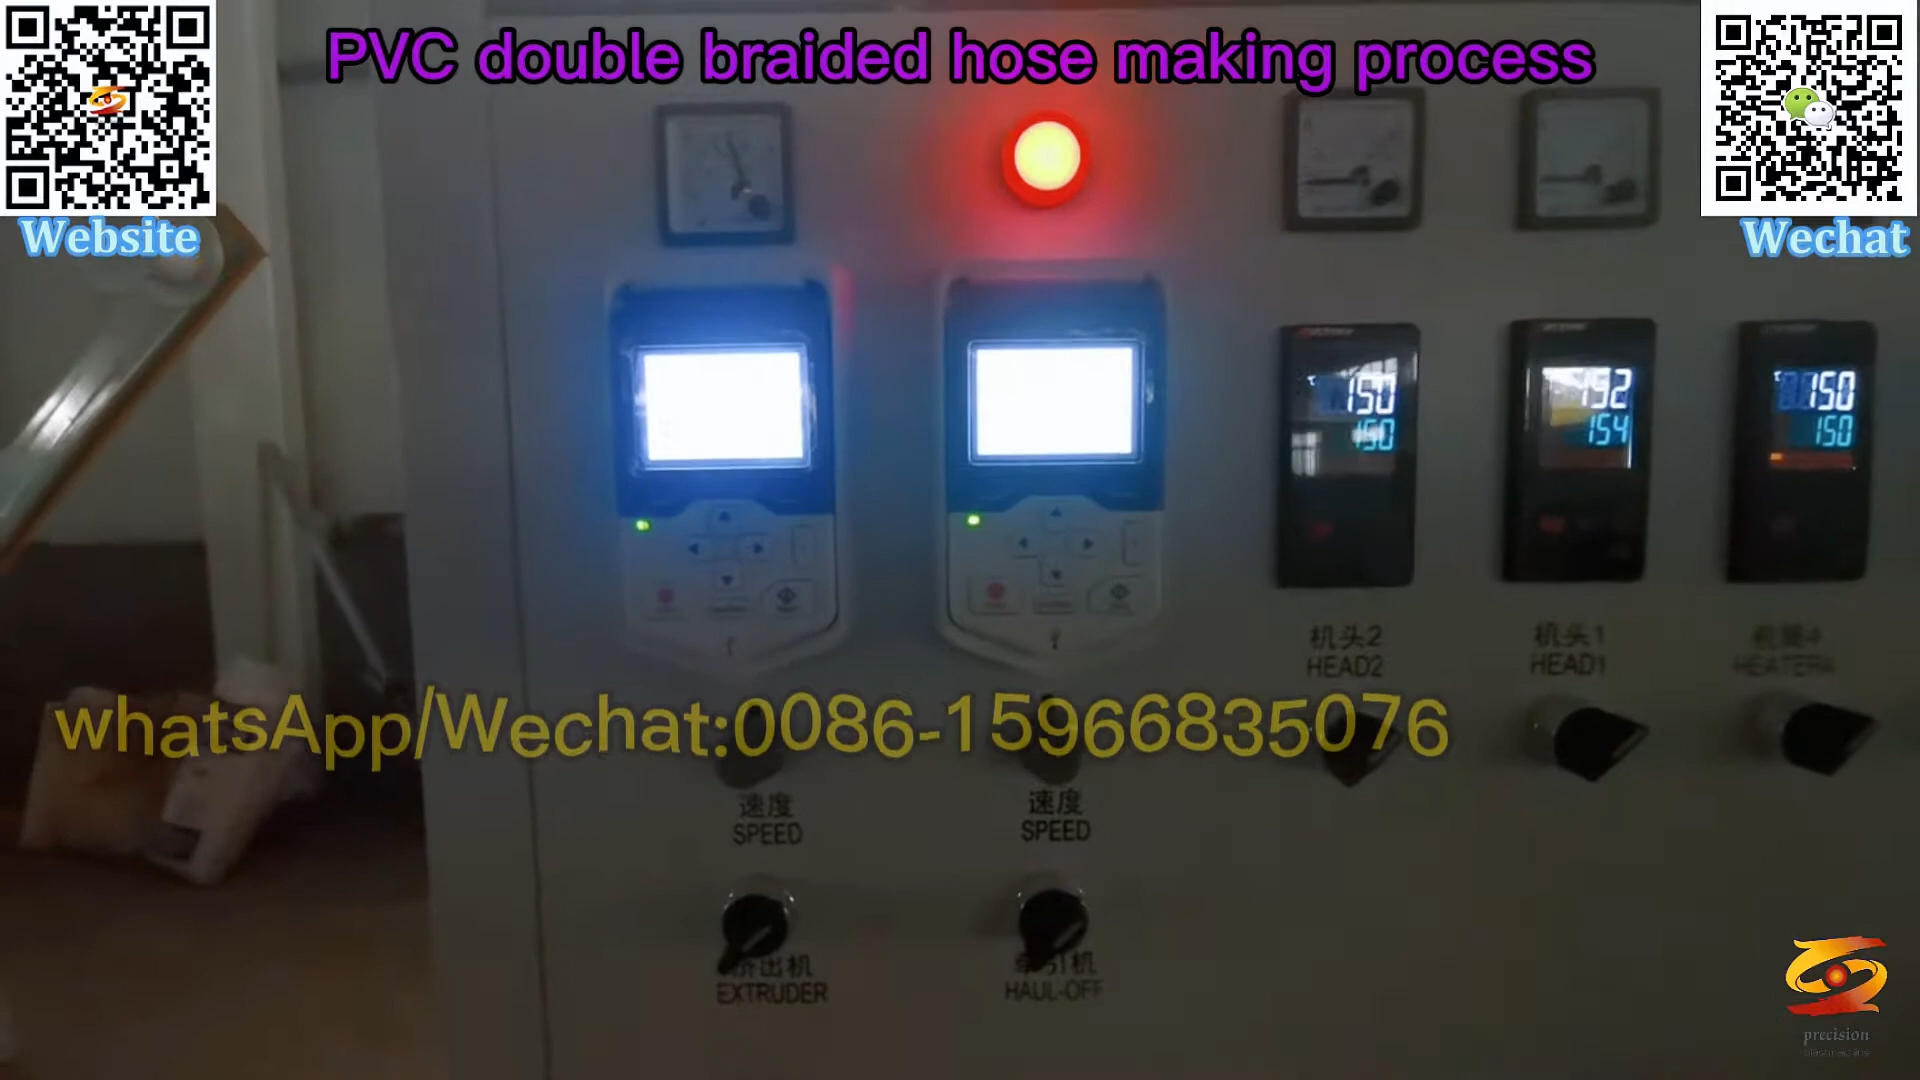 PVC double braided hose making process
Website
Wechat
150
150
152
154
150
150
机头2
HEAD2
机头1
HEAD1
whatsApp/Wechat:0086-15966835076
速度
SPEED
速度
SPEED
挤出机
EXTRUDER
牵引机
HAUL-OFF
precision